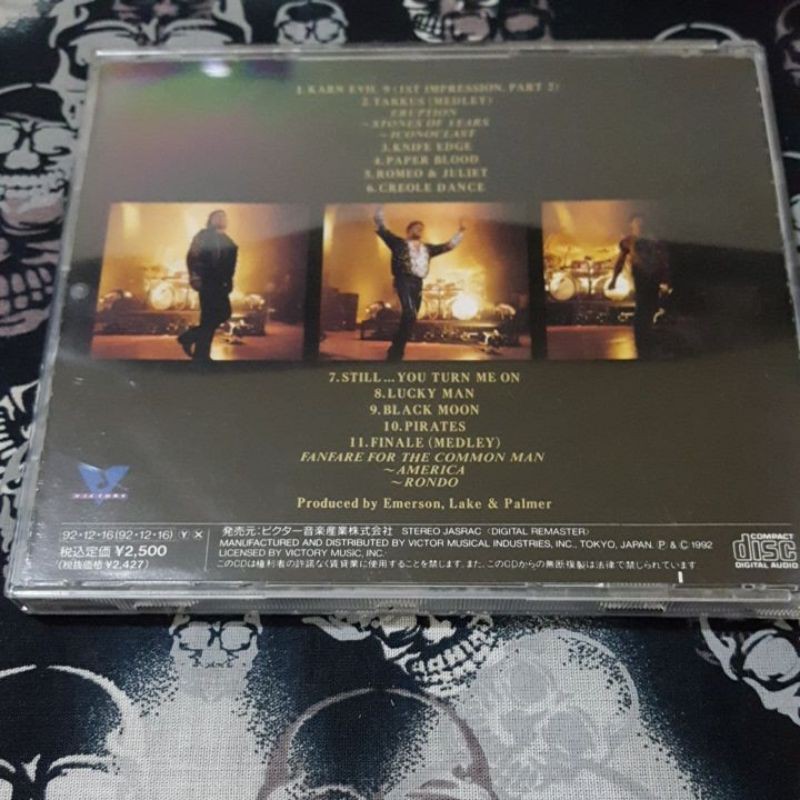 1.KARN EVIL 9 (1ST IMPRESSION, PART 2)
2.TARKUS (MEDLEY)
ERUPTION
~STONES OF YEARS
~ICONOCLAST
3.KNIFE EDGE
4.PAPER BLOOD
5.ROMEO & JULIET
6.CREOLE DANCE
7.STILL...YOU TURN ME ON
8.LUCKY MAN
9.BLACK MOON
10.PIRATES
11.FINALE (MEDLEY)
FANFARE FOR THE COMMON MAN
~AMERICA
~RONDO
Produced by Emerson, Lake & Palmer
VICTORY
92・12・16(92・12・16) Y X
税込定価 ¥2,500
(税抜価格 ¥2,427)
発売元:ビクター音楽産業株式会社 STEREO JASRAC 〈DIGITAL REMASTER〉
MANUFACTURED AND DISTRIBUTED BY VICTOR MUSICAL INDUSTRIES, INC., TOKYO, JAPAN. Ⓟ & © 1992
LICENSED BY VICTORY MUSIC, INC.
このCDは権利者の許諾なく賃貸業に使用することを禁じます。また、このCDからの無断複製は法律で禁じられています
COMPACT
disc
DIGITAL AUDIO